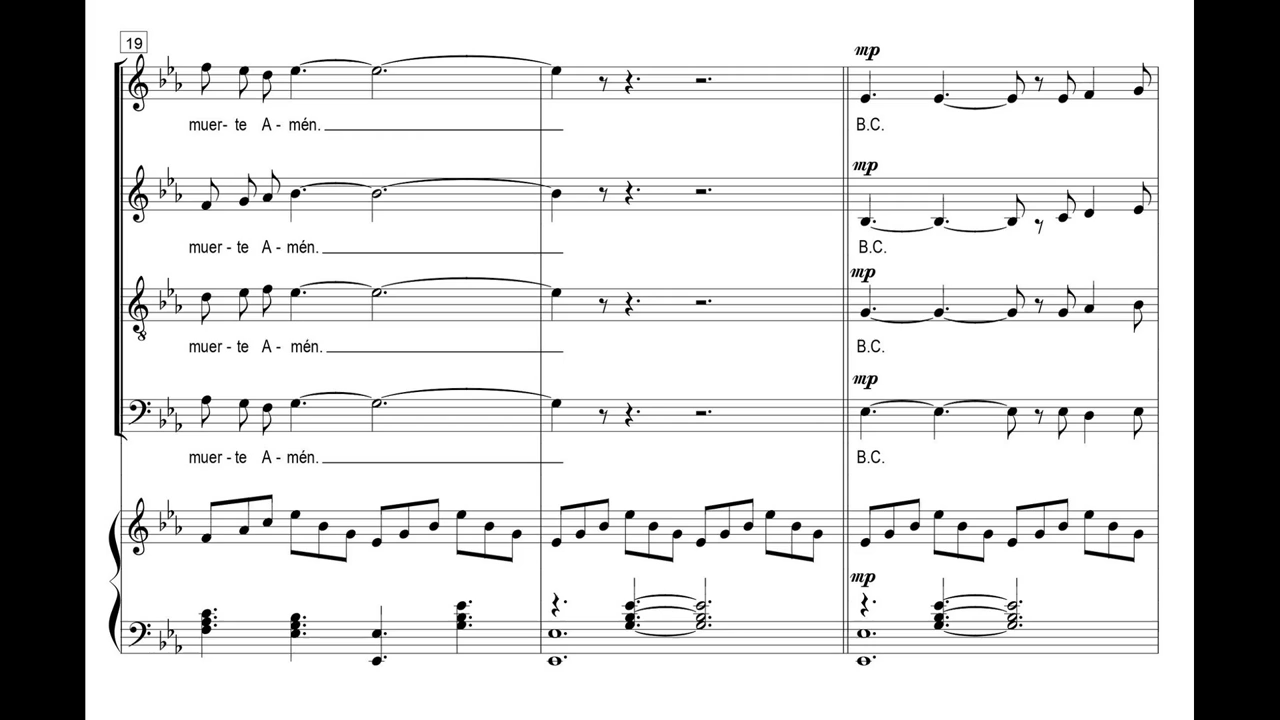 19
mp
muer- te A - mén.
B.C.
mp
muer - te A - mén.
B.C.
mp
muer - te A - mén.
B.C.
mp
muer - te A - mén.
B.C.
mp